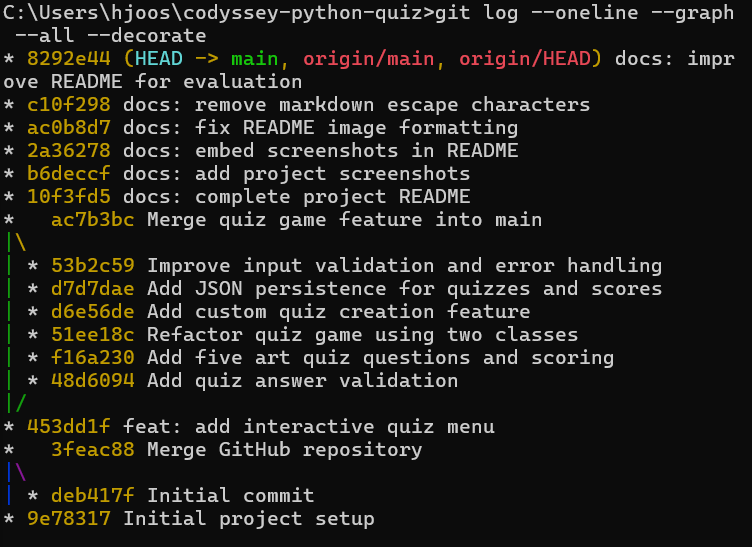 C:\Users\hjoos\codyssey-python-quiz>git log --oneline --graph
 --all --decorate
* 8292e44 (HEAD -> main, origin/main, origin/HEAD) docs: impr
ove README for evaluation
* c10f298 docs: remove markdown escape characters
* ac0b8d7 docs: fix README image formatting
* 2a36278 docs: embed screenshots in README
* b6deccf docs: add project screenshots
* 10f3fd5 docs: complete project README
*   ac7b3bc Merge quiz game feature into main
|\
| * 53b2c59 Improve input validation and error handling
| * d7d7dae Add JSON persistence for quizzes and scores
| * d6e56de Add custom quiz creation feature
| * 51ee18c Refactor quiz game using two classes
| * f16a230 Add five art quiz questions and scoring
| * 48d6094 Add quiz answer validation
|/
* 453dd1f feat: add interactive quiz menu
*   3feac88 Merge GitHub repository
|\
| * deb417f Initial commit
* 9e78317 Initial project setup